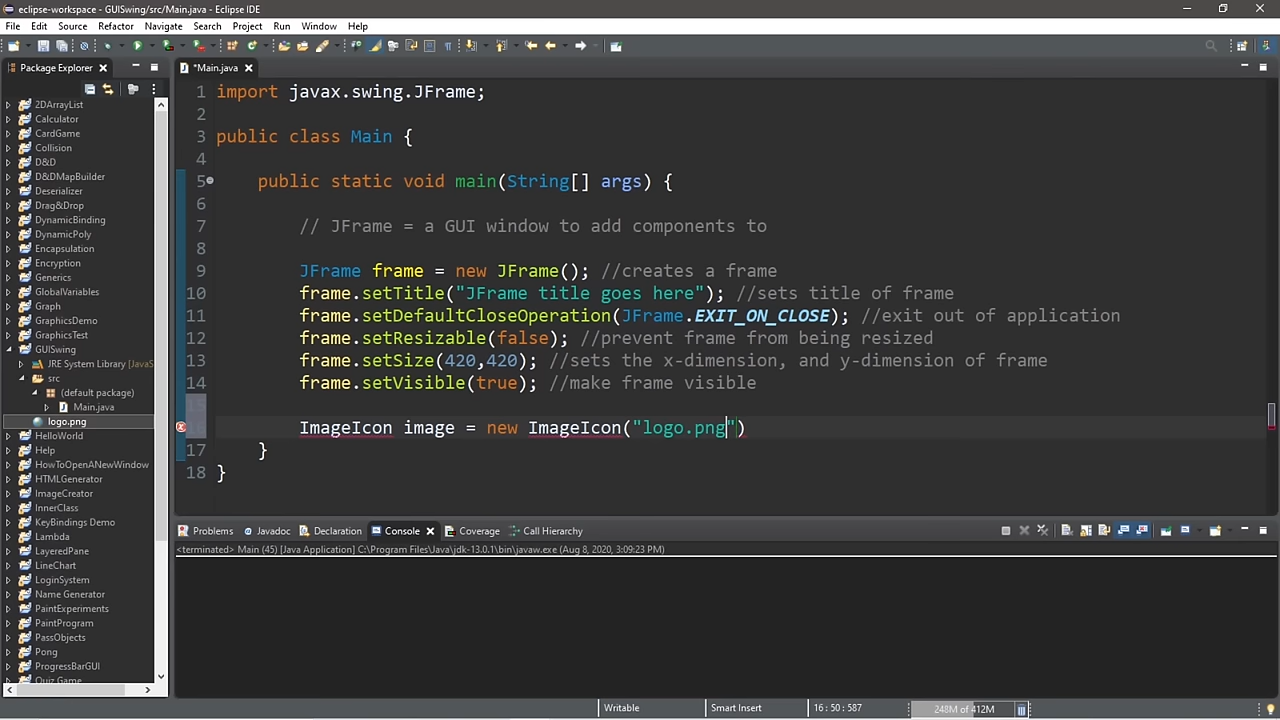 eclipse-workspace - GUISwing/src/Main.java - Eclipse IDE
File Edit Source Refactor Navigate Search Project Run Window Help
Package Explorer
*Main.java
2DArrayList
Calculator
CardGame
Collision
D&D
D&DMapBuilder
Deserializer
Drag&Drop
DynamicBinding
DynamicPoly
Encapsulation
Encryption
Generics
GlobalVariables
Graph
GraphicsDemo
GraphicsTest
GUISwing
JRE System Library [JavaS
src
(default package)
Main.java
logo.png
HelloWorld
Help
HowToOpenANewWindow
HTMLGenerator
ImageCreator
InnerClass
KeyBindings Demo
Lambda
LayeredPane
LineChart
LoginSystem
Name Generator
PaintExperiments
PaintProgram
PassObjects
Pong
ProgressBarGUI
Quiz Game
1 import javax.swing.JFrame;
2
3 public class Main {
4
5 public static void main(String[] args) {
6
7 // JFrame = a GUI window to add components to
8
9 JFrame frame = new JFrame(); //creates a frame
10 frame.setTitle("JFrame title goes here"); //sets title of frame
11 frame.setDefaultCloseOperation(JFrame.EXIT_ON_CLOSE); //exit out of application
12 frame.setResizable(false); //prevent frame from being resized
13 frame.setSize(420,420); //sets the x-dimension, and y-dimension of frame
14 frame.setVisible(true); //make frame visible
15
ImageIcon image = new ImageIcon("logo.png")
17 }
18 }
Problems Javadoc Declaration Console Coverage Call Hierarchy
<terminated> Main (45) [Java Application] C:\Program Files\Java\jdk-13.0.1\bin\javaw.exe (Aug 8, 2020, 3:09:23 PM)
Writable Smart Insert 16 : 50 : 587 248M of 412M